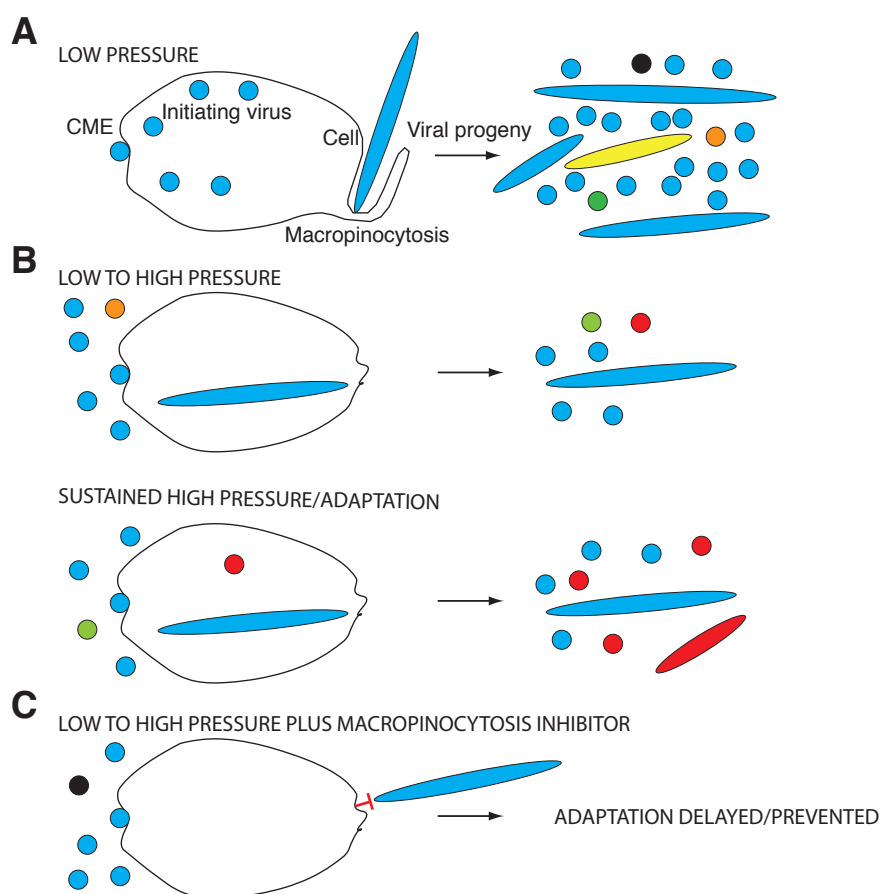 A
LOW PRESSURE
CME
Initiating virus
Cell
Viral progeny
Macropinocytosis
B
LOW TO HIGH PRESSURE
SUSTAINED HIGH PRESSURE/ADAPTATION
C
LOW TO HIGH PRESSURE PLUS MACROPINOCYTOSIS INHIBITOR
ADAPTATION DELAYED/PREVENTED